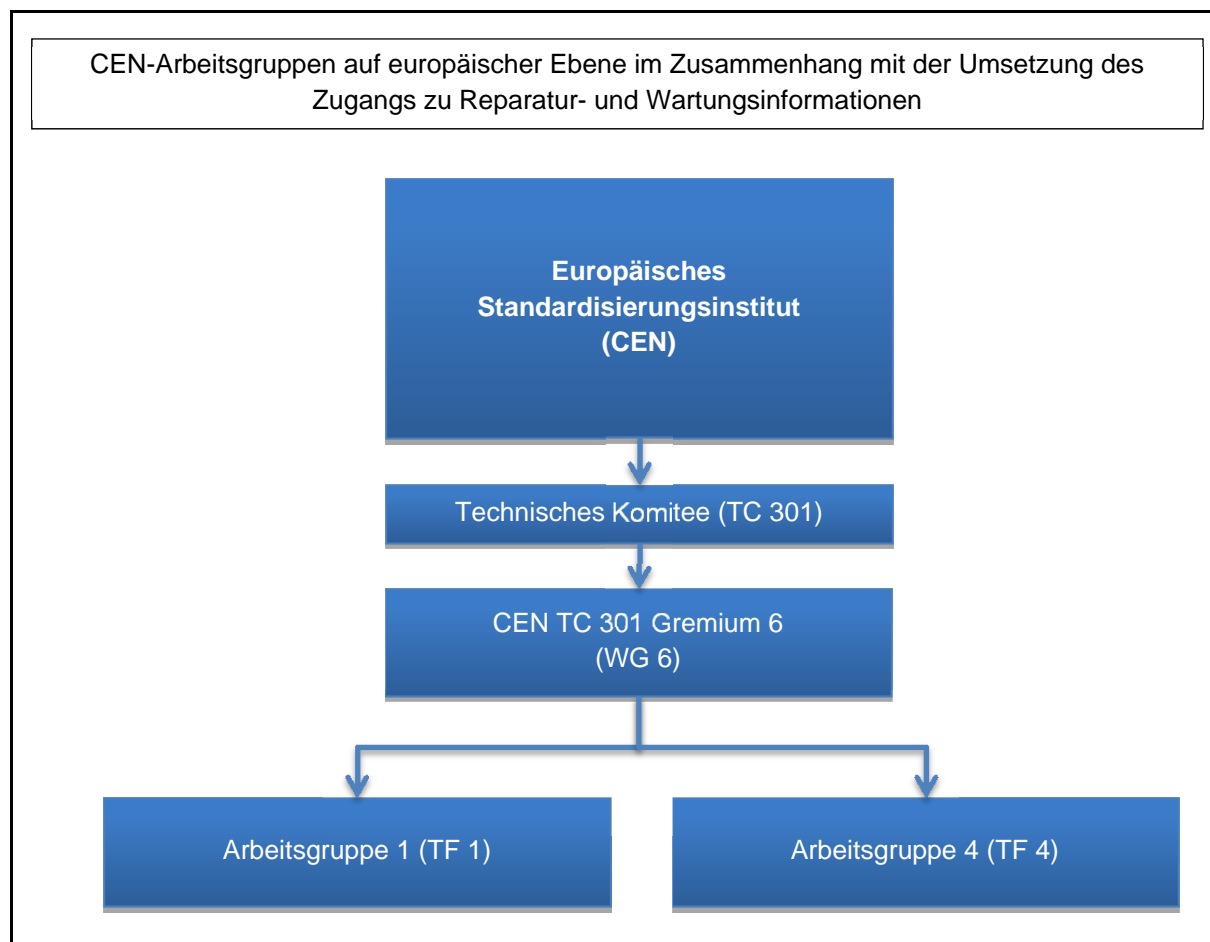 CEN-Arbeitsgruppen auf europäischer Ebene im Zusammenhang mit der Umsetzung des
Zugangs zu Reparatur- und Wartungsinformationen
Europäisches
Standardisierungsinstitut
(CEN)
Technisches Komitee (TC 301)
CEN TC 301 Gremium 6
(WG 6)
Arbeitsgruppe 1 (TF 1)
Arbeitsgruppe 4 (TF 4)